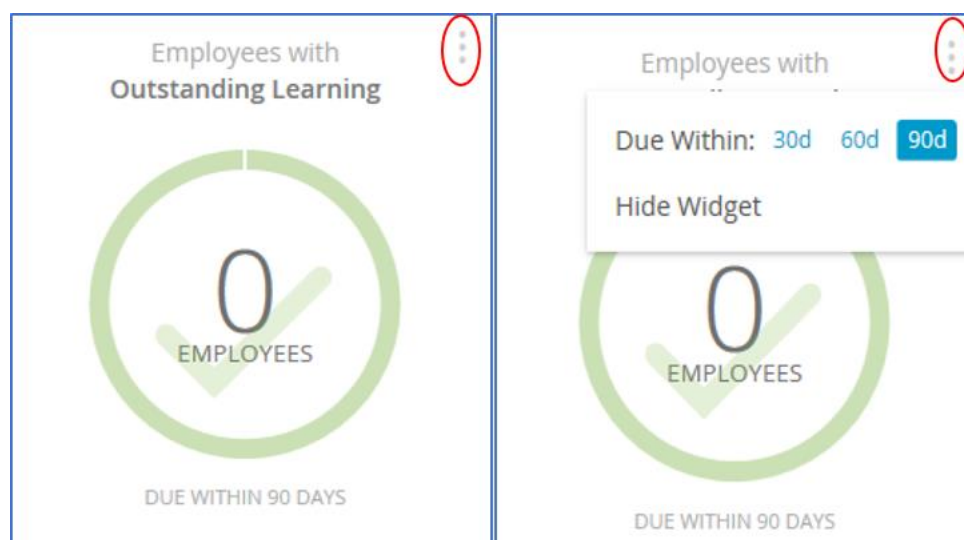 Employees with
Outstanding Learning
0
EMPLOYEES
DUE WITHIN 90 DAYS
Employees with
Due Within: 30d 60d 90d
Hide Widget
0
EMPLOYEES
DUE WITHIN 90 DAYS